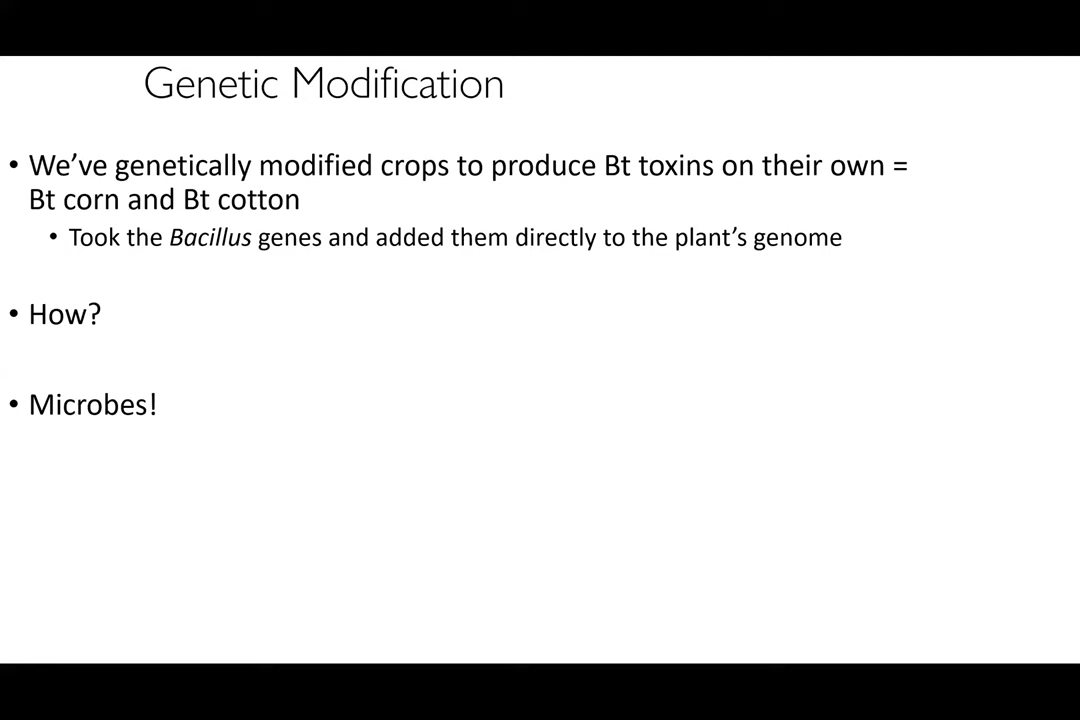 Genetic Modification
• We’ve genetically modified crops to produce Bt toxins on their own =
Bt corn and Bt cotton
• Took the Bacillus genes and added them directly to the plant’s genome
• How?
• Microbes!